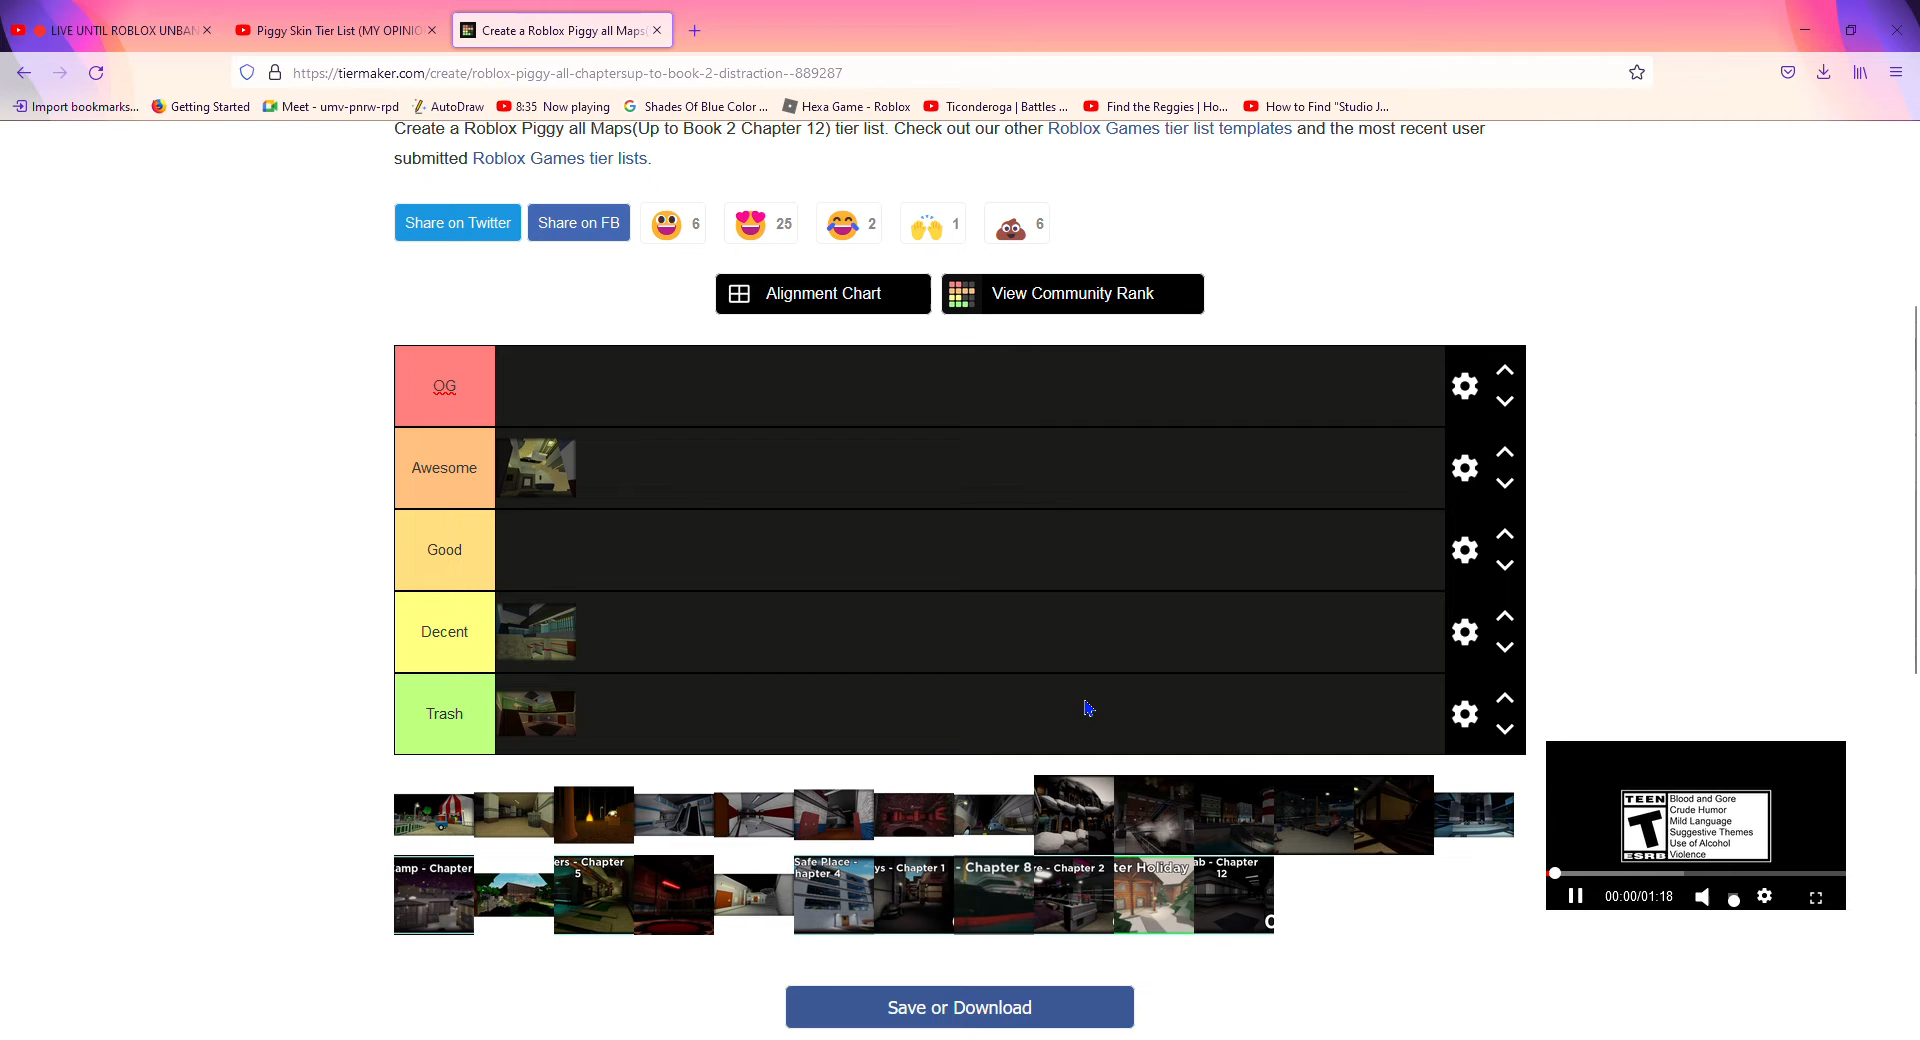 LIVE UNTIL ROBLOX UNBAN
Piggy Skin Tier List (MY OPINIO
Create a Roblox Piggy all Maps(
https://tiermaker.com/create/roblox-piggy-all-chaptersup-to-book-2-distraction--889287
Import bookmarks...
Getting Started
Meet - umv-pnrw-rpd
AutoDraw
8:35 Now playing
Shades Of Blue Color ...
Hexa Game - Roblox
Ticonderoga | Battles ...
Find the Reggies | Ho...
How to Find "Studio J...
Create a Roblox Piggy all Maps(Up to Book 2 Chapter 12) tier list. Check out our other Roblox Games tier list templates and the most recent user
submitted Roblox Games tier lists.
Share on Twitter
Share on FB
6
25
2
1
6
Alignment Chart
View Community Rank
OG
Awesome
Good
Decent
Trash
amp - Chapter
ers - Chapter
5
Safe Place -
hapter 4
ys - Chapter 1
- Chapter 8
re - Chapter 2
ter Holiday
ab - Chapter
12
TEEN
T
ESRB
Blood and Gore
Crude Humor
Mild Language
Suggestive Themes
Use of Alcohol
Violence
00:00/01:18
Save or Download